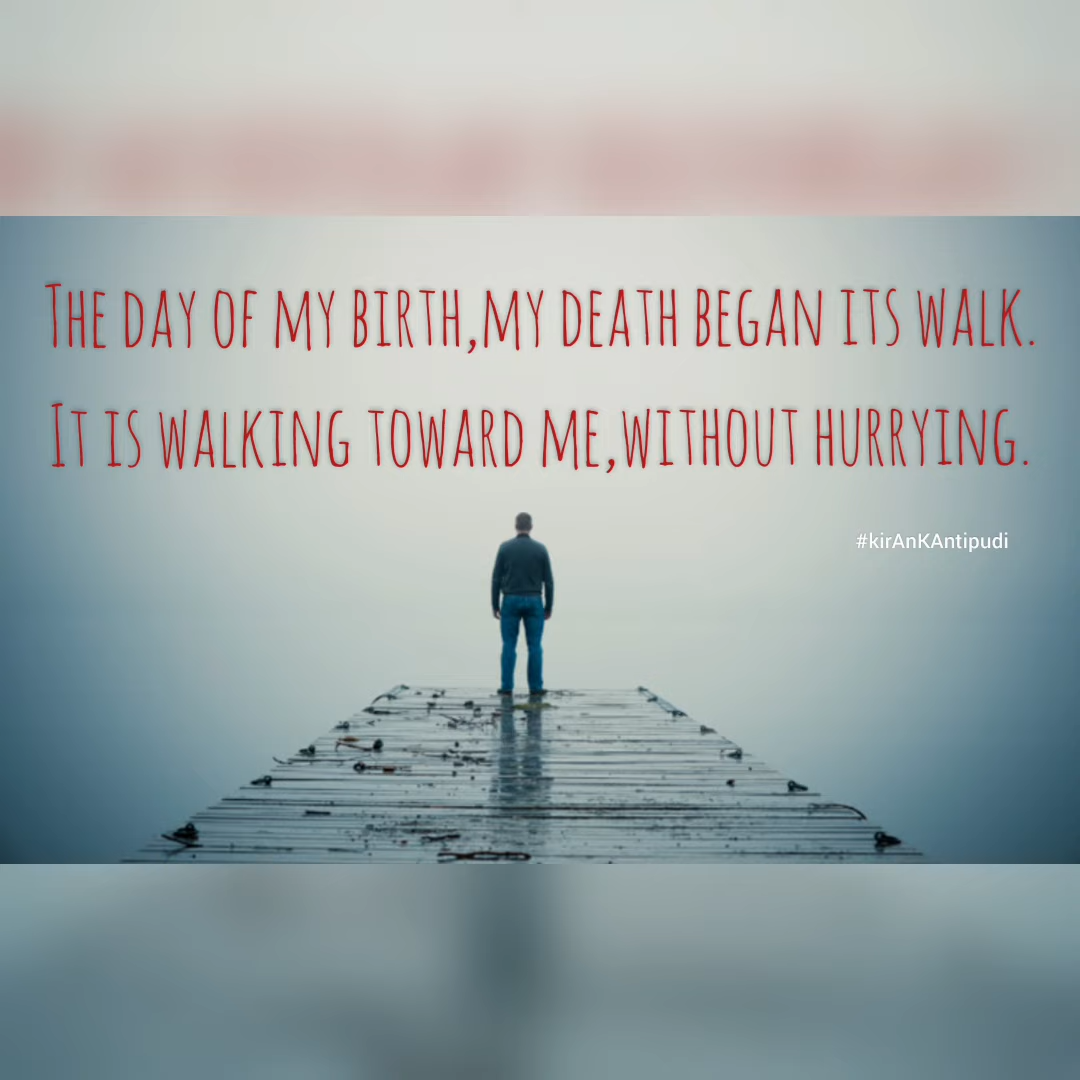 The day of my birth,my death began its walk.
It is walking toward me,without hurrying.
#kirAnKAntipudi